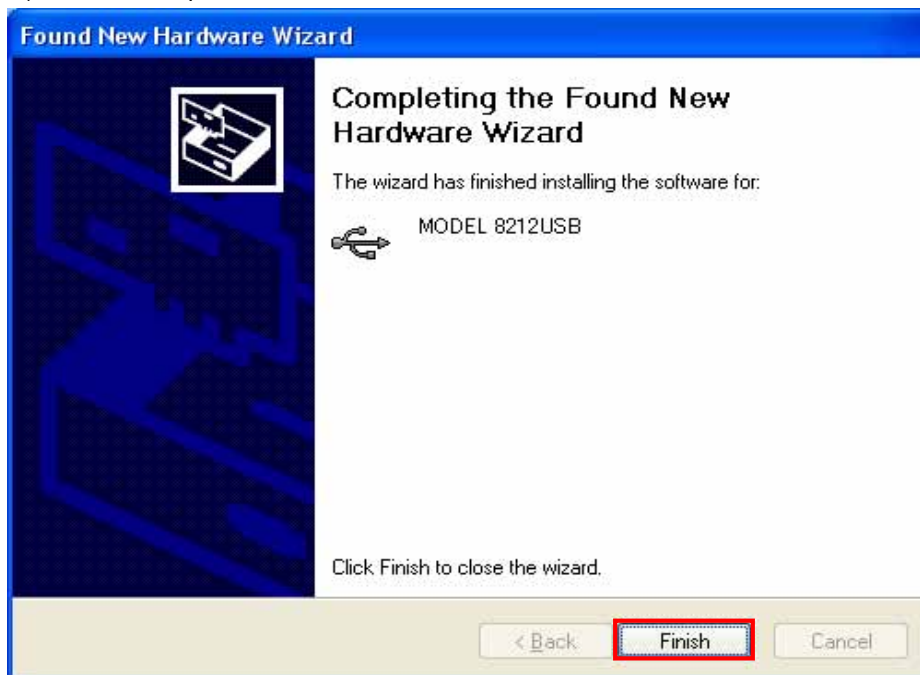 Found New Hardware Wizard
Completing the Found New
Hardware Wizard
The wizard has finished installing the software for:
MODEL 8212USB
Click Finish to close the wizard.
< Back
Finish
Cancel